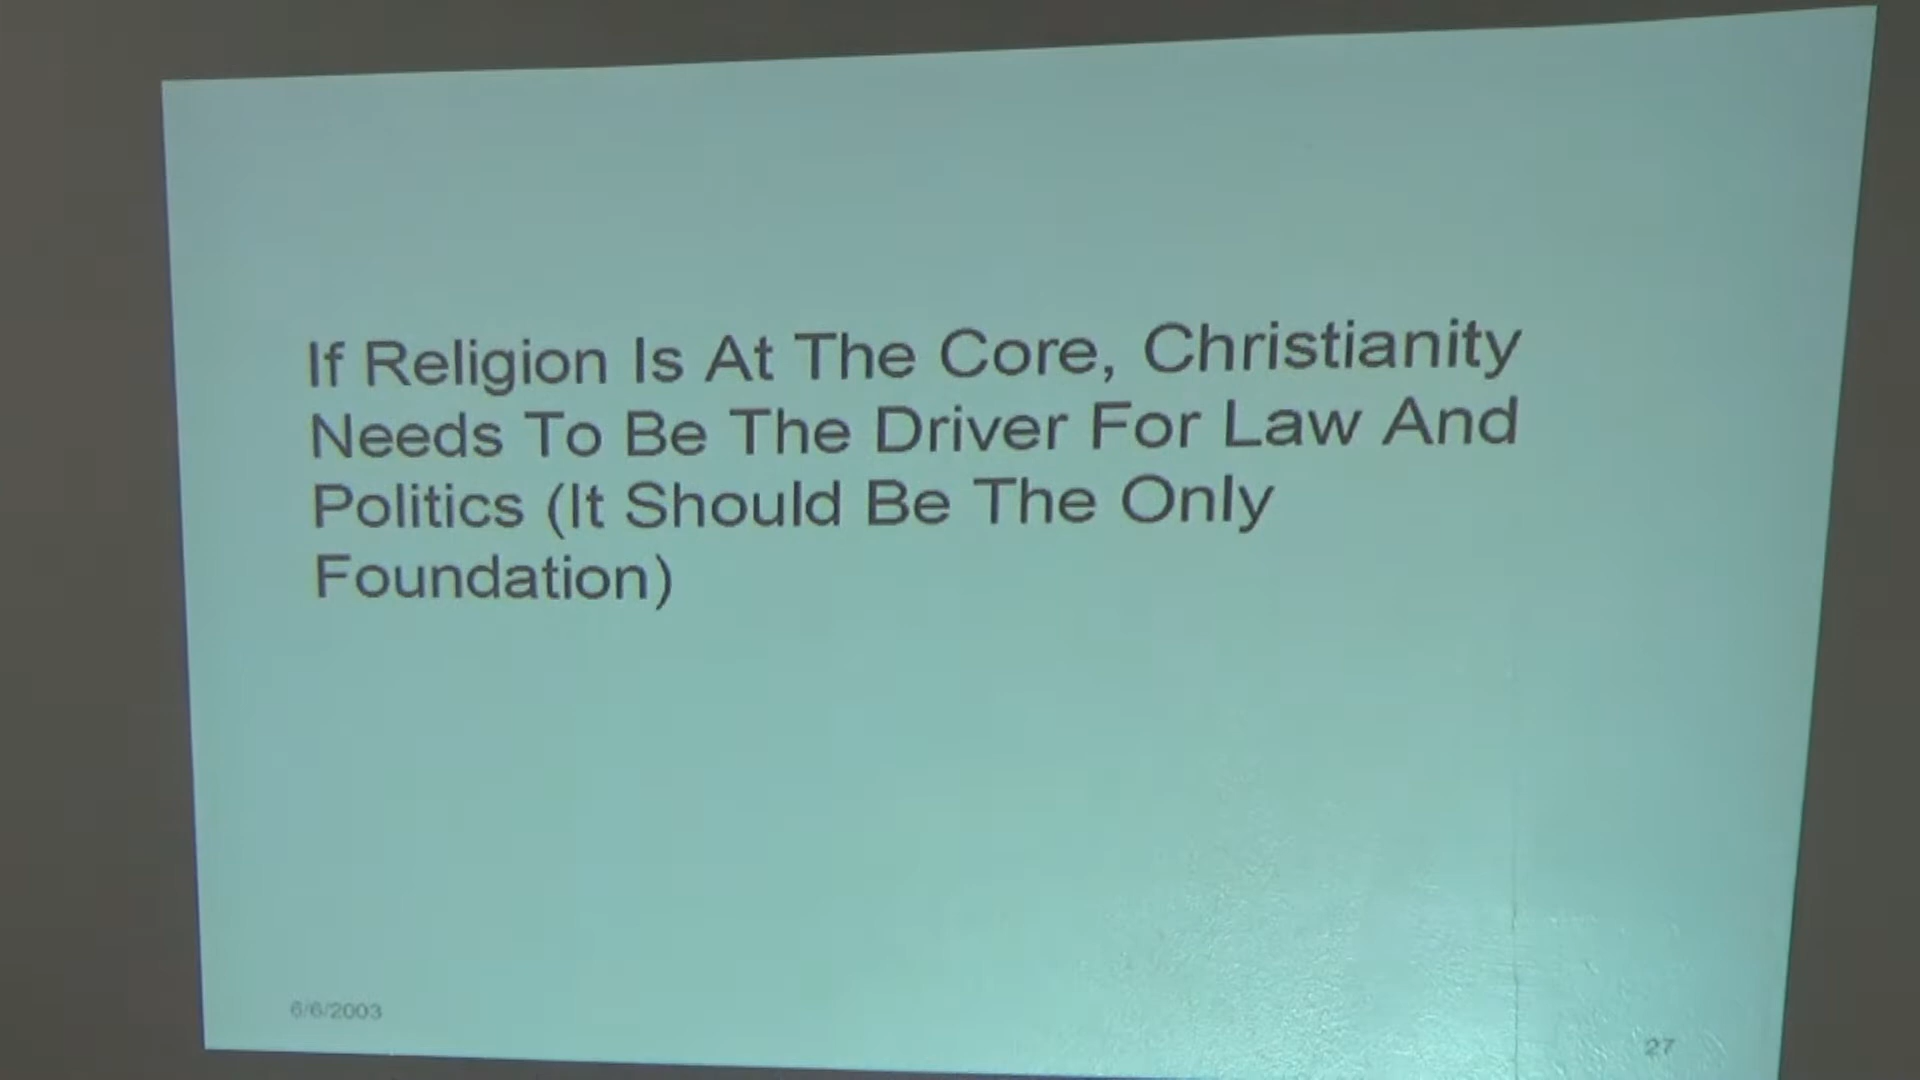 If Religion Is At The Core, Christianity
Needs To Be The Driver For Law And
Politics (It Should Be The Only
Foundation)
6/6/2003
27